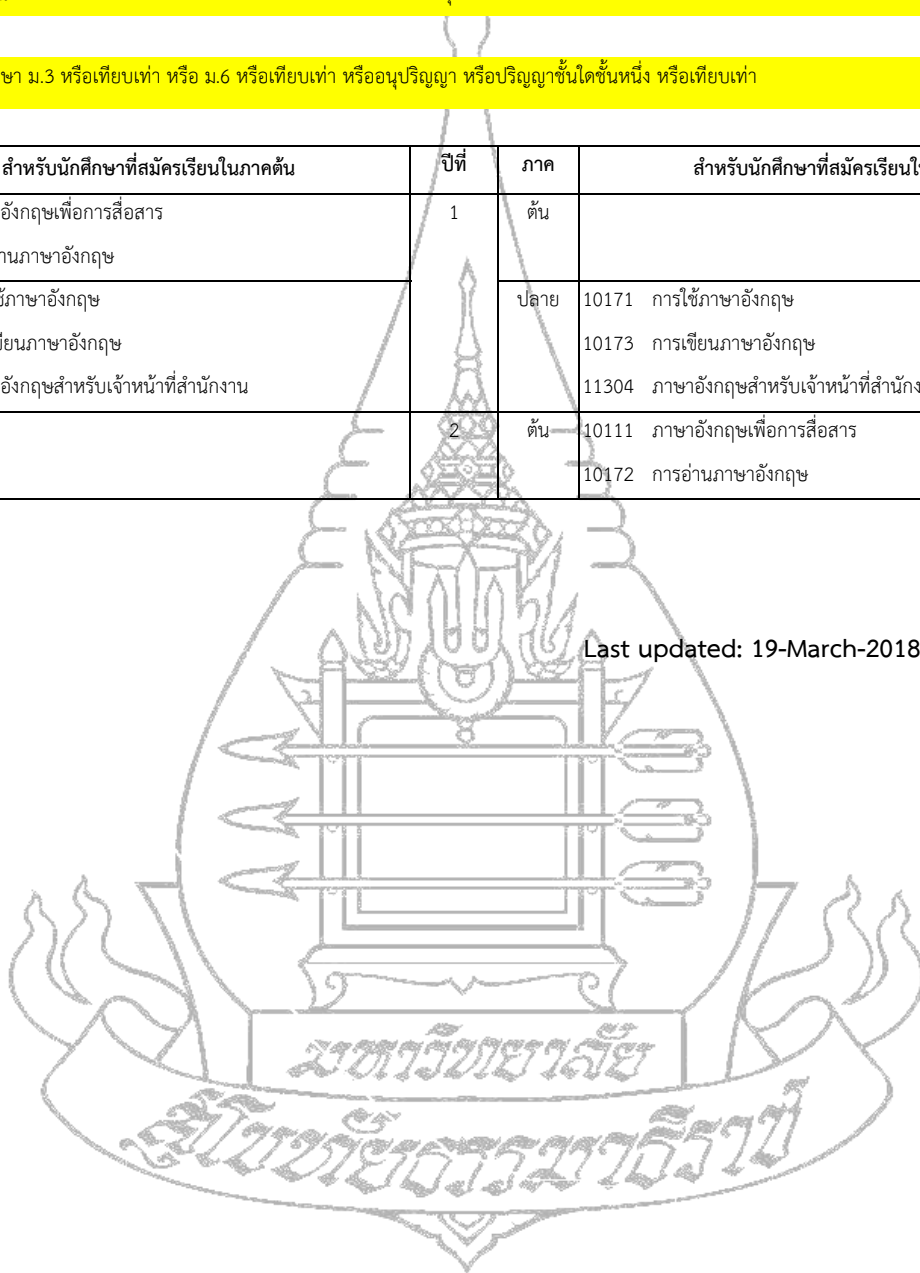 ษา ม.3 หรือเทียบเท่า หรือ ม.6 หรือเทียบเท่า หรืออนุปริญญา หรือปริญญาชั้นใดชั้นหนึ่ง หรือเทียบเท่า
สำหรับนักศึกษาที่สมัครเรียนในภาคต้น ปีที่ ภาค สำหรับนักศึกษาที่สมัครเรียนใ
อังกฤษเพื่อการสื่อสาร 1 ต้น
านภาษาอังกฤษ
ช้ภาษาอังกฤษ ปลาย 10171 การใช้ภาษาอังกฤษ
ขียนภาษาอังกฤษ 10173 การเขียนภาษาอังกฤษ
อังกฤษสำหรับเจ้าหน้าที่สำนักงาน 11304 ภาษาอังกฤษสำหรับเจ้าหน้าที่สำนักง
2 ต้น 10111 ภาษาอังกฤษเพื่อการสื่อสาร
10172 การอ่านภาษาอังกฤษ
Last updated: 19-March-2018
มหาวิทยาลัย
สุโขทัยธรรมาธิราช